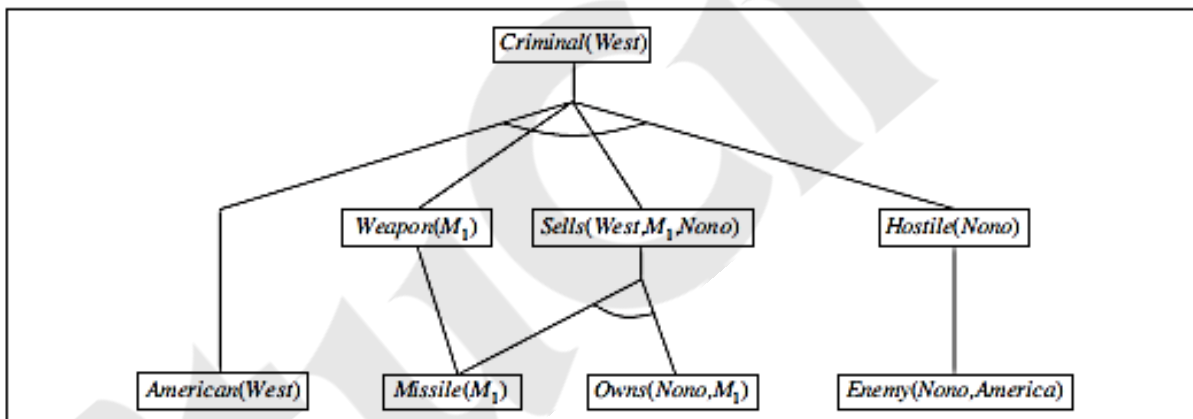 Criminal(West)
Weapon(M₁)
Sells(West,M₁,Nono)
Hostile(Nono)
American(West)
Missile(M₁)
Owns(Nono,M₁)
Enemy(Nono,America)